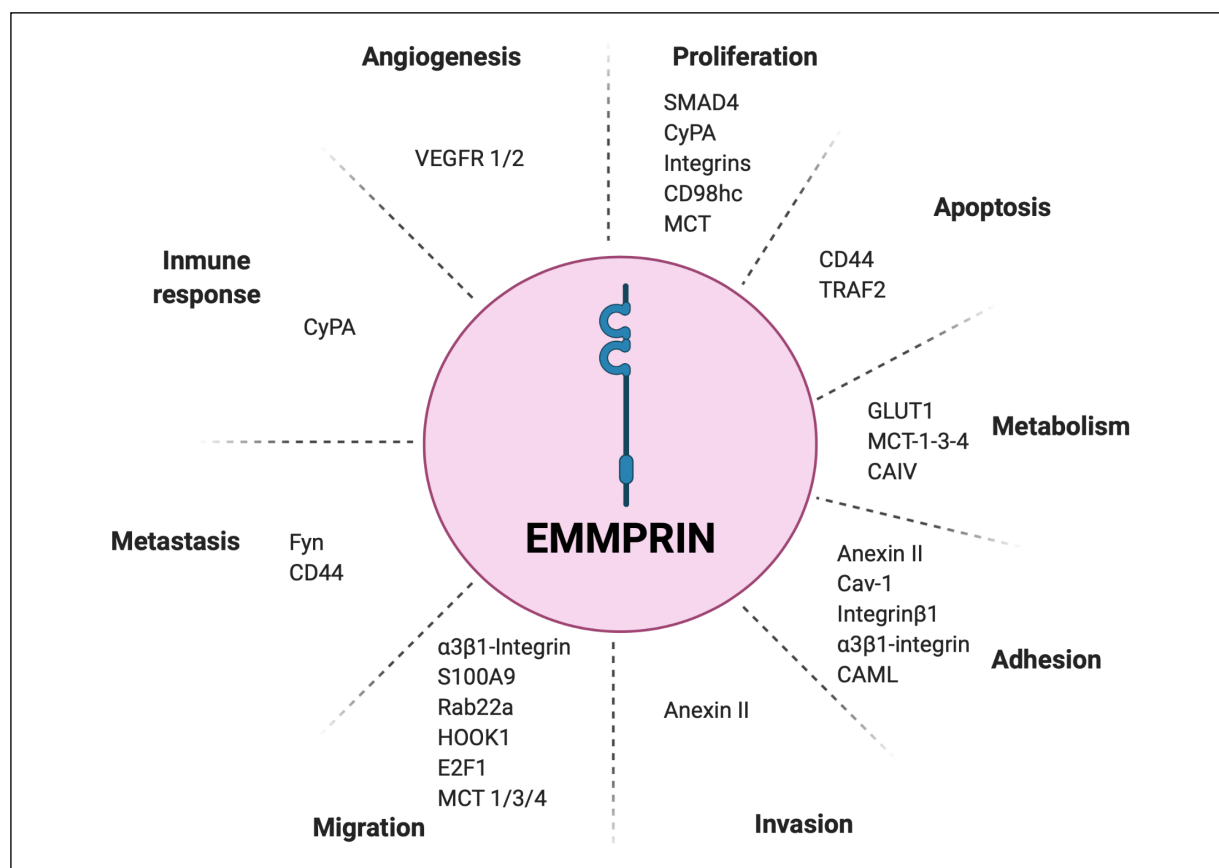 Angiogenesis
VEGFR 1/2
Proliferation
SMAD4
CyPA
Integrins
CD98hc
MCT
Apoptosis
CD44
TRAF2
Metabolism
GLUT1
MCT-1-3-4
CAIV
Adhesion
Anexin II
Cav-1
Integrinβ1
α3β1-integrin
CAML
Invasion
Anexin II
Migration
α3β1-Integrin
S100A9
Rab22a
HOOK1
E2F1
MCT 1/3/4
Metastasis
Fyn
CD44
Inmune
response
CyPA
EMMPRIN